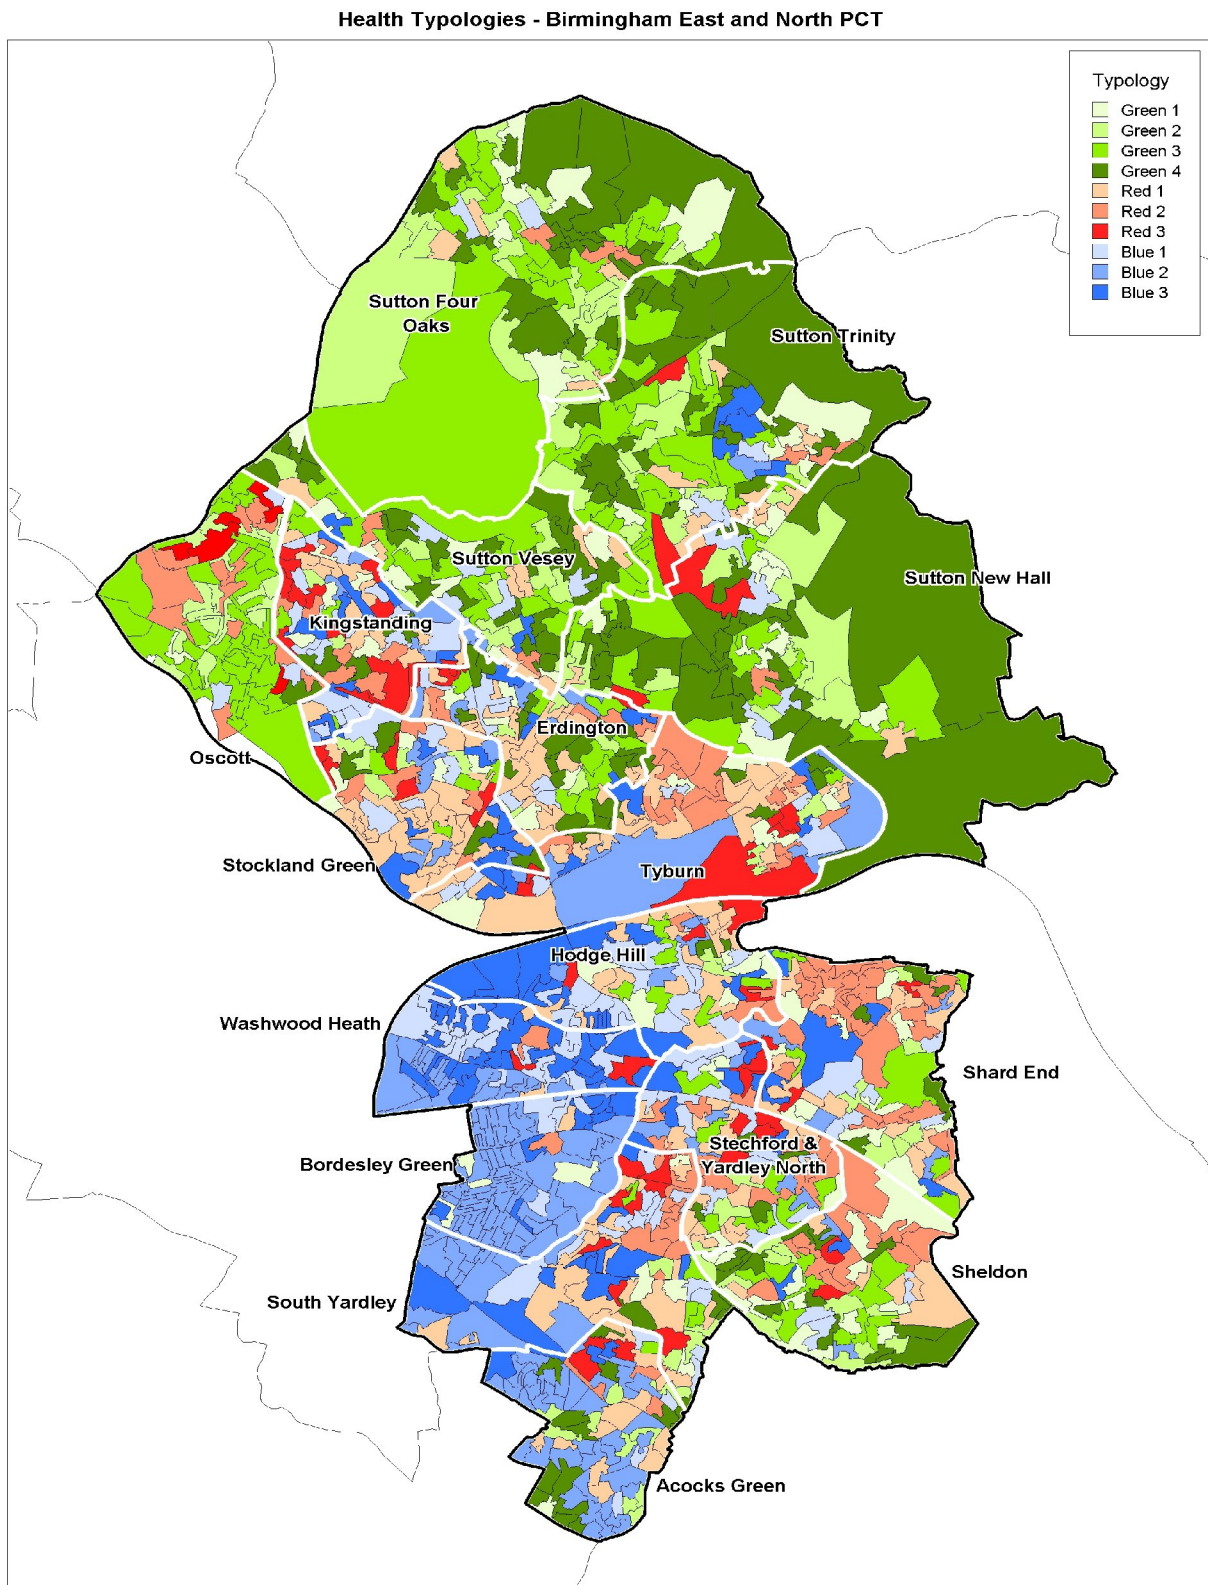 Health Typologies - Birmingham East and North PCT
Typology
Green 1
Green 2
Green 3
Green 4
Red 1
Red 2
Red 3
Blue 1
Blue 2
Blue 3
Sutton Four
Oaks
Sutton Trinity
Sutton Vesey
Sutton New Hall
Kingstanding
Erdington
Oscott
Stockland Green
Tyburn
Hodge Hill
Washwood Heath
Shard End
Stechford &
Yardley North
Bordesley Green
Sheldon
South Yardley
Acocks Green